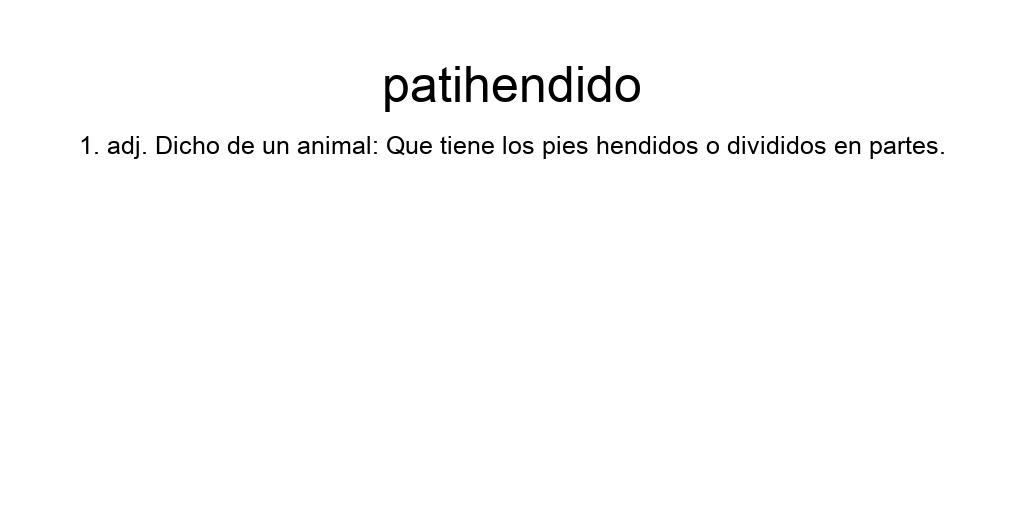 patihendido
1. adj. Dicho de un animal: Que tiene los pies hendidos o divididos en partes.